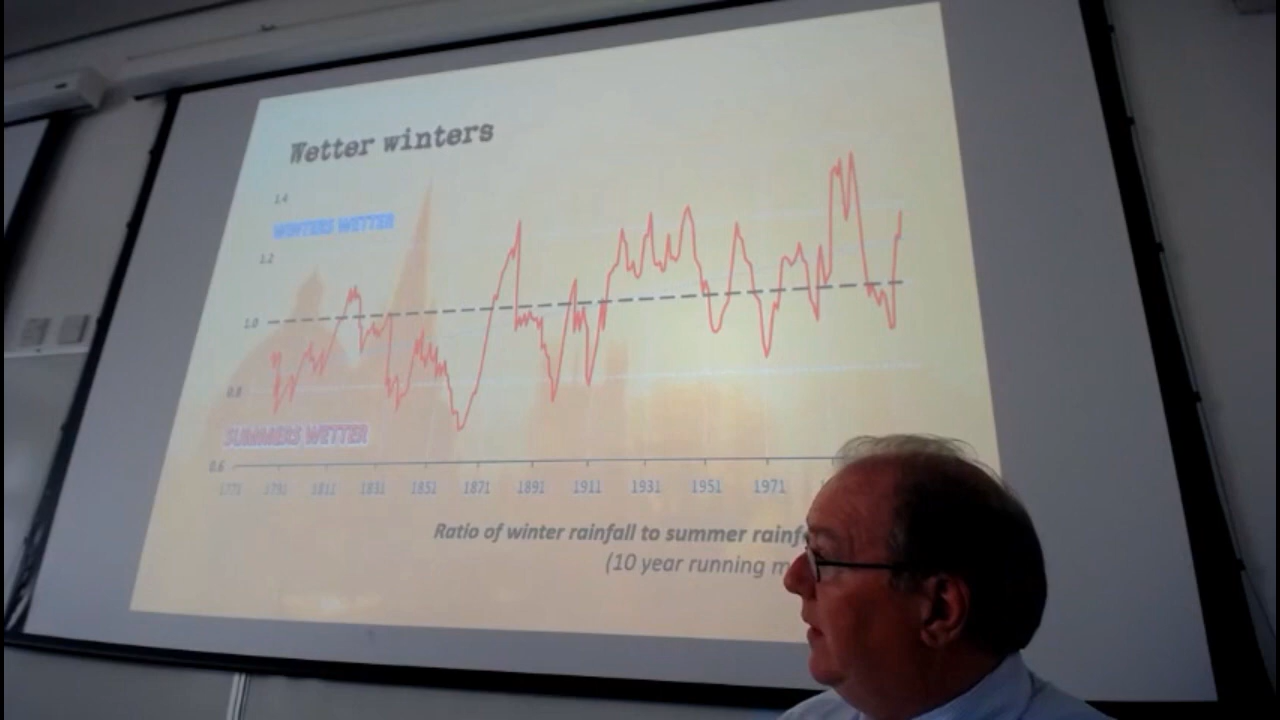 Wetter winters
1.4
WINTERS WETTER
1.2
1.0
0.8
SUMMERS WETTER
0.6
1771 1791 1811 1831 1851 1871 1891 1911 1931 1951 1971
Ratio of winter rainfall to summer
(10 year running